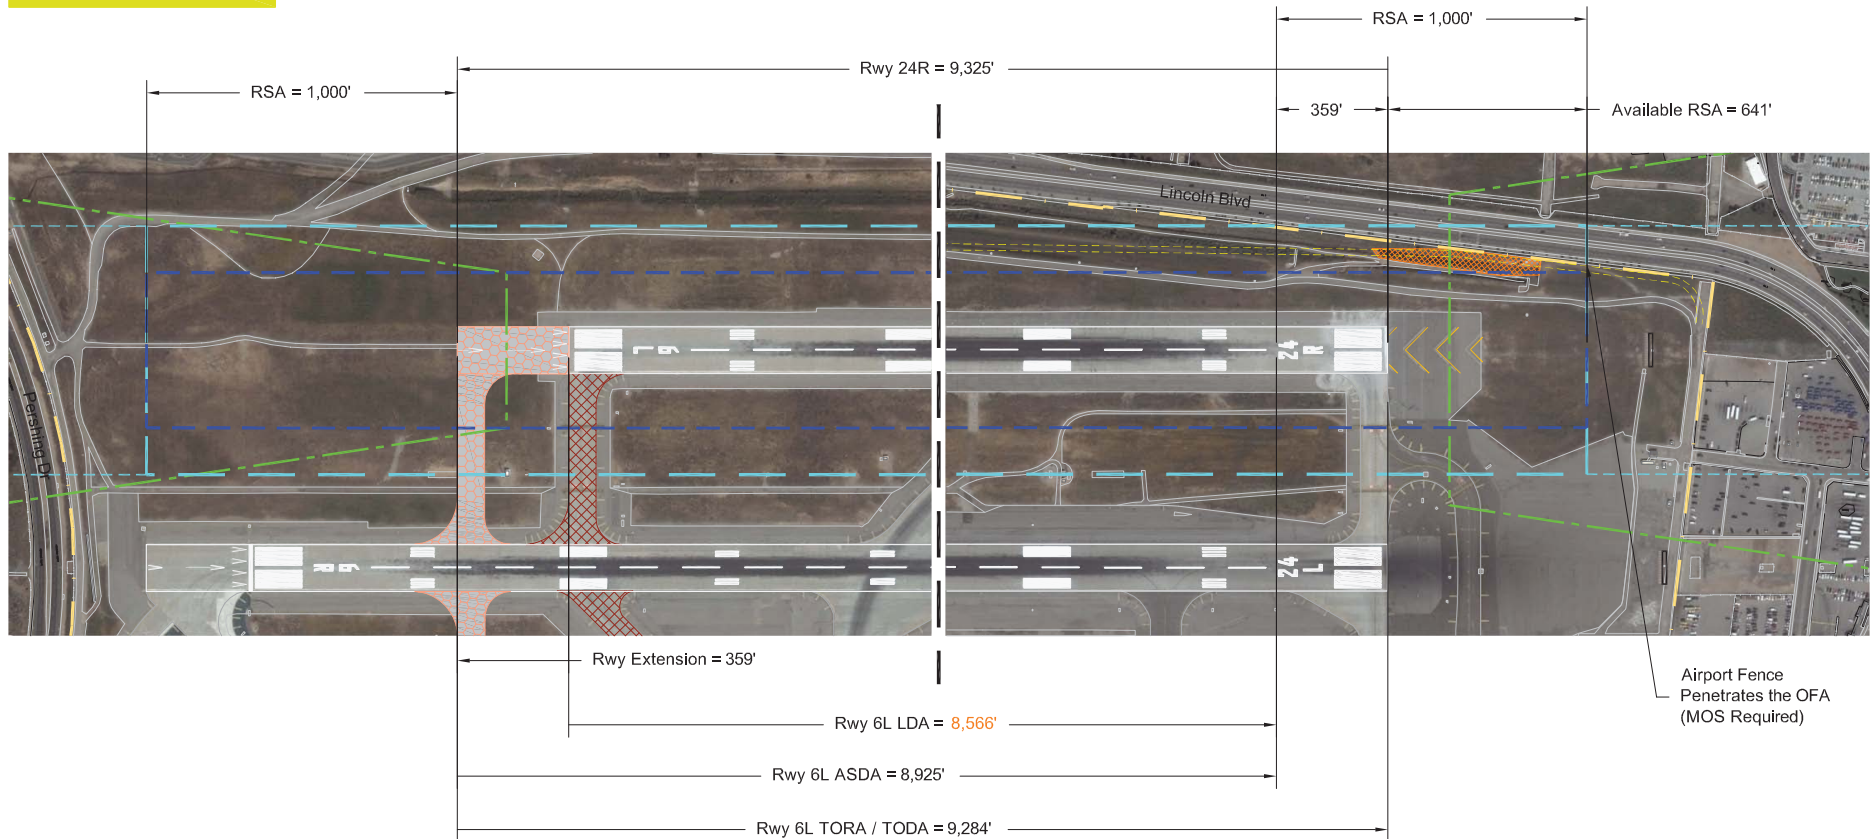 RSA = 1,000'
Rwy 24R = 9,325'
RSA = 1,000'
359'
Available RSA = 641'
Lincoln Blvd
Pershing Dr
6L
24
R
6R
24
L
Rwy Extension = 359'
Rwy 6L LDA = 8,566'
Rwy 6L ASDA = 8,925'
Rwy 6L TORA / TODA = 9,284'
Airport Fence
Penetrates the OFA
(MOS Required)